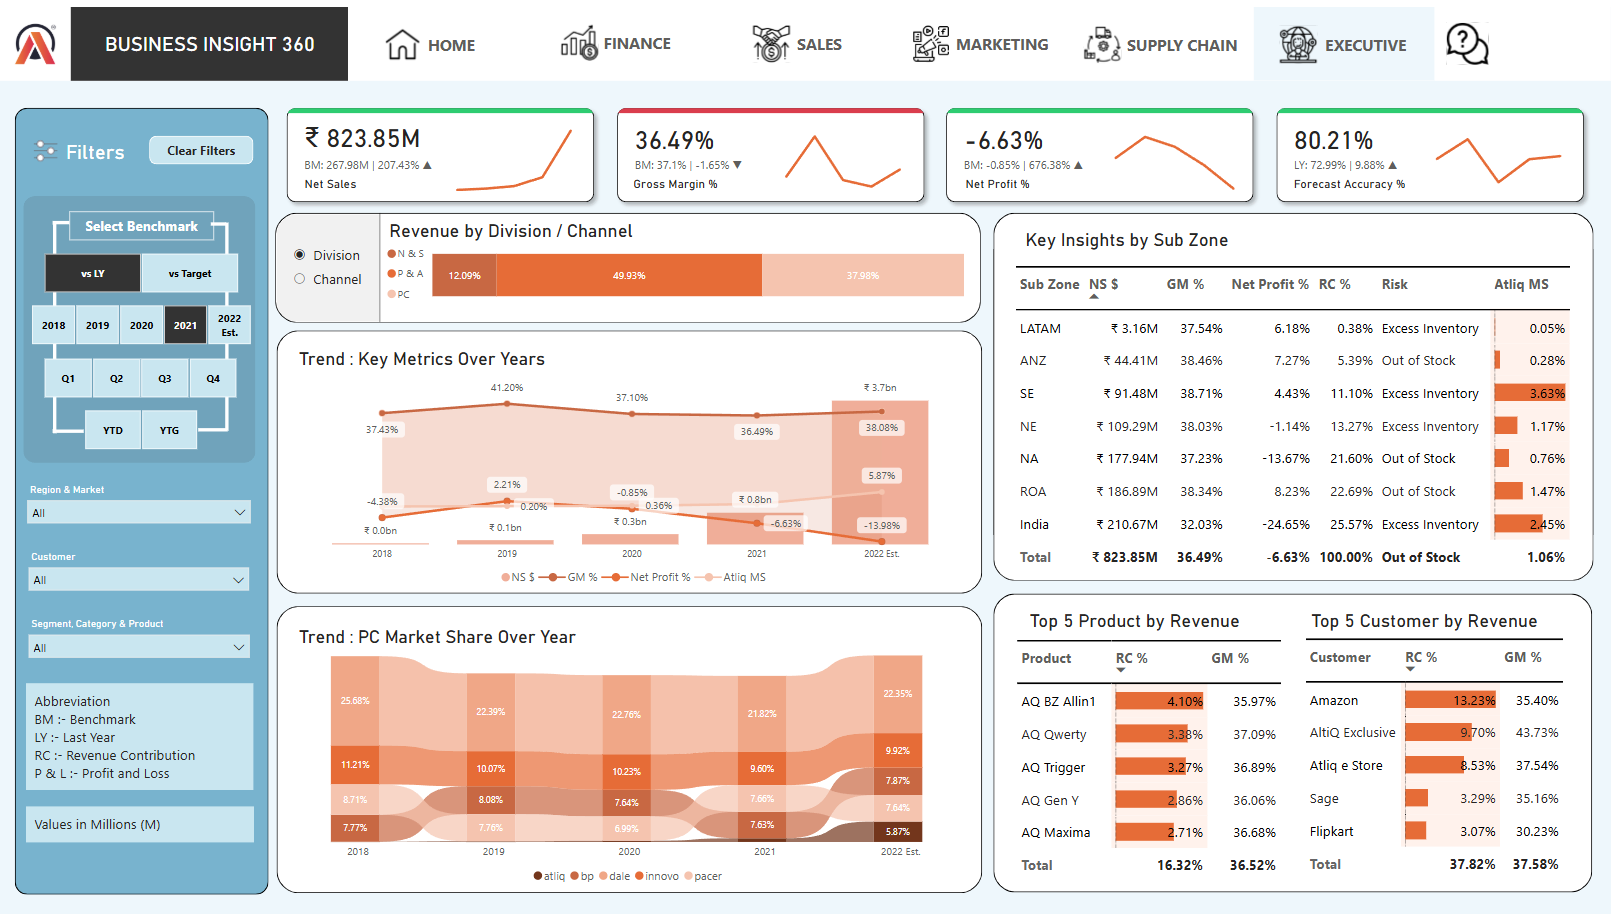 BUSINESS INSIGHT 360
HOME
FINANCE
SALES
MARKETING
SUPPLY CHAIN
EXECUTIVE
Filters
Clear Filters
Select Benchmark
vs LY
vs Target
2018
2019
2020
2021
2022
Est.
Q1
Q2
Q3
Q4
YTD
YTG
Region & Market
All
Customer
All
Segment, Category & Product
All
Abbreviation
BM :- Benchmark
LY :- Last Year
RC :- Revenue Contribution
P & L :- Profit and Loss
Values in Millions (M)
₹ 823.85M
BM: 267.98M | 207.43% ▲
Net Sales
36.49%
BM: 37.1% | -1.65% ▼
Gross Margin %
-6.63%
BM: -0.85% | 676.38% ▲
Net Profit %
80.21%
LY: 72.99% | 9.88% ▲
Forecast Accuracy %
Division
Channel
Revenue by Division / Channel
N & S
P & A
PC
12.09%
49.93%
37.98%
Trend : Key Metrics Over Years
41.20%
37.10%
₹ 3.7bn
37.43%
36.49%
38.08%
5.87%
2.21%
-4.38%
-0.85%
0.20%
0.36%
₹ 0.8bn
₹ 0.0bn
₹ 0.1bn
₹ 0.3bn
-6.63%
-13.98%
2018
2019
2020
2021
2022 Est.
NS $
GM %
Net Profit %
Atliq MS
Trend : PC Market Share Over Year
25.68%
22.39%
22.76%
21.82%
22.35%
11.21%
10.07%
10.23%
9.60%
9.92%
8.71%
8.08%
7.64%
7.66%
7.87%
7.77%
7.76%
6.99%
7.63%
7.64%
5.87%
2018
2019
2020
2021
2022 Est.
atliq
bp
dale
innovo
pacer
Key Insights by Sub Zone
Sub Zone NS $ GM % Net Profit % RC % Risk Atliq MS
LATAM ₹ 3.16M 37.54% 6.18% 0.38% Excess Inventory 0.05%
ANZ ₹ 44.41M 38.46% 7.27% 5.39% Out of Stock 0.28%
SE ₹ 91.48M 38.71% 4.43% 11.10% Excess Inventory 3.63%
NE ₹ 109.29M 38.03% -1.14% 13.27% Excess Inventory 1.17%
NA ₹ 177.94M 37.23% -13.67% 21.60% Out of Stock 0.76%
ROA ₹ 186.89M 38.34% 8.23% 22.69% Out of Stock 1.47%
India ₹ 210.67M 32.03% -24.65% 25.57% Excess Inventory 2.45%
Total ₹ 823.85M 36.49% -6.63% 100.00% Out of Stock 1.06%
Top 5 Product by Revenue
Product RC % GM %
AQ BZ Allin1 4.10% 35.97%
AQ Qwerty 3.38% 37.09%
AQ Trigger 3.27% 36.89%
AQ Gen Y 2.86% 36.06%
AQ Maxima 2.71% 36.68%
Total 16.32% 36.52%
Top 5 Customer by Revenue
Customer RC % GM %
Amazon 13.23% 35.40%
AltiQ Exclusive 9.70% 43.73%
Atliq e Store 8.53% 37.54%
Sage 3.29% 35.16%
Flipkart 3.07% 30.23%
Total 37.82% 37.58%